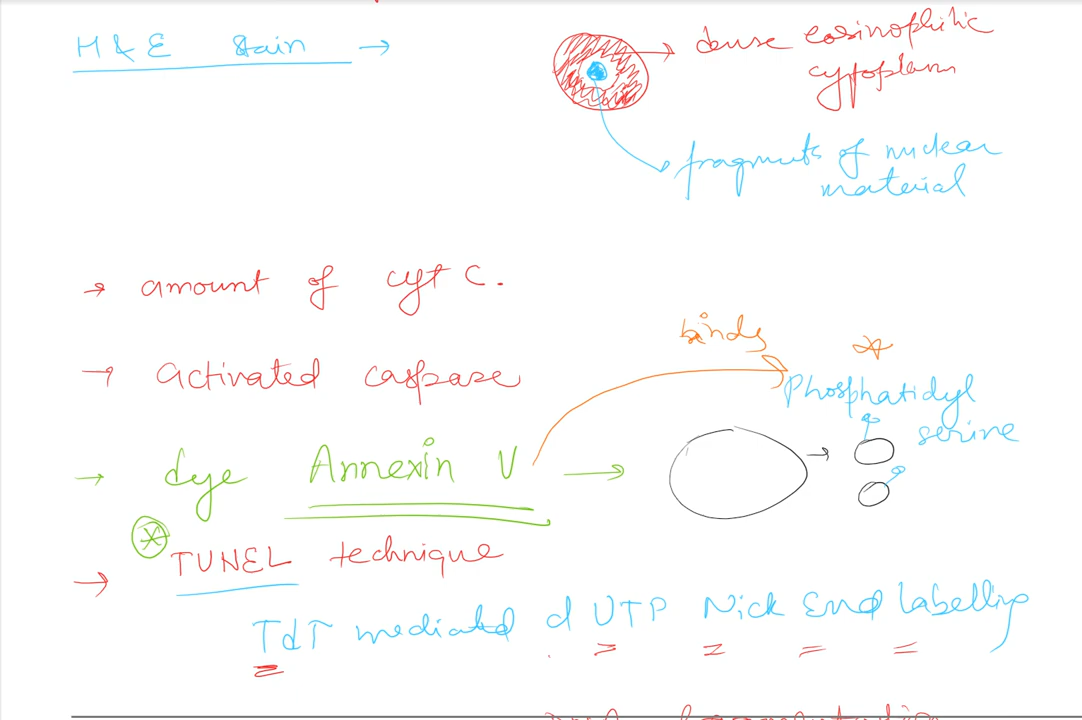 H & E Stain →
dense eosinophilic
cytoplasm
fragments of nuclear
material
→ amount of cyt C.
→ Activated caspase
binds
Phosphatidyl
serine
→ dye Annexin V →
→ TUNEL technique
TdT mediated d UTP Nick End labelling